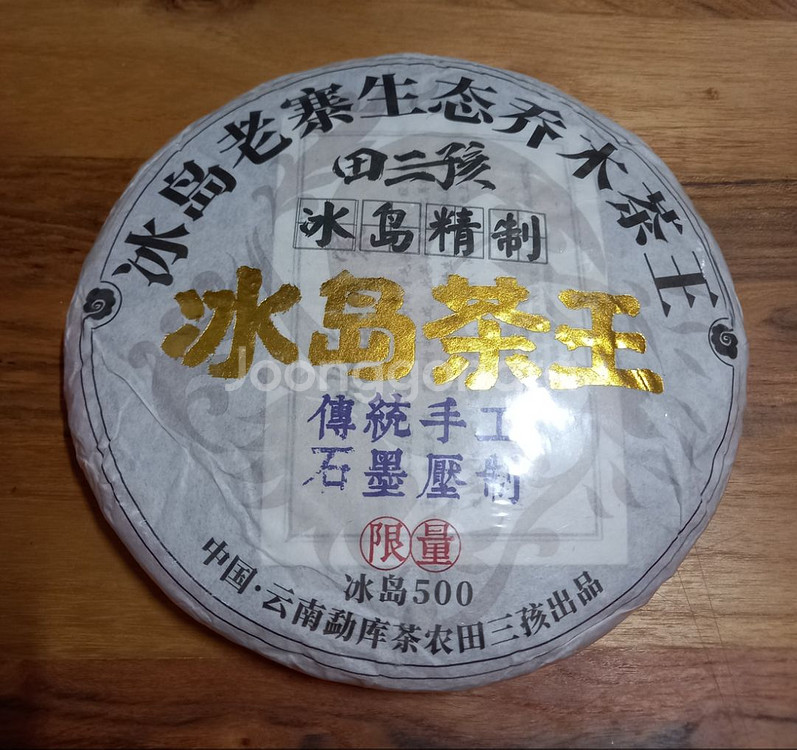 冰岛老寨生态乔木茶王
田三孩
冰岛精制
冰岛茶王
傳統手工
石墨壓制
限量
冰岛500
中国·云南勐库茶农田三孩出品